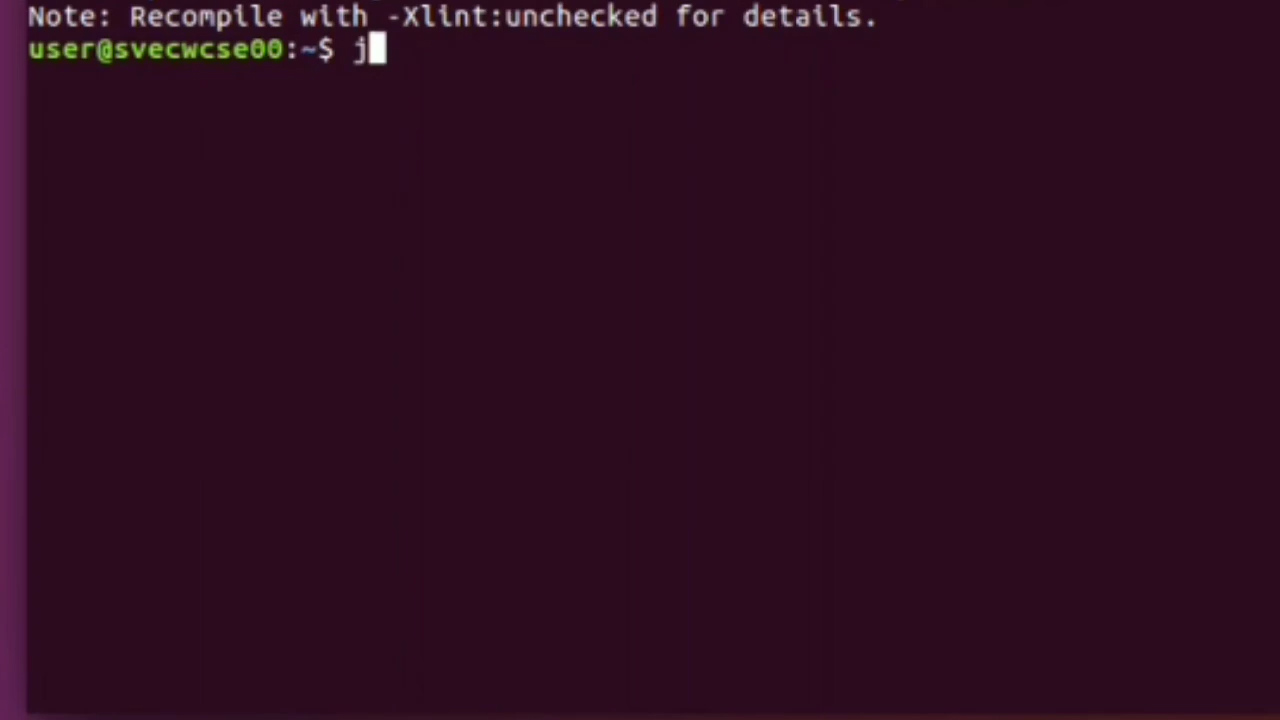 Note: Recompile with -Xlint:unchecked for details.
user@svecwcse00:~$ j